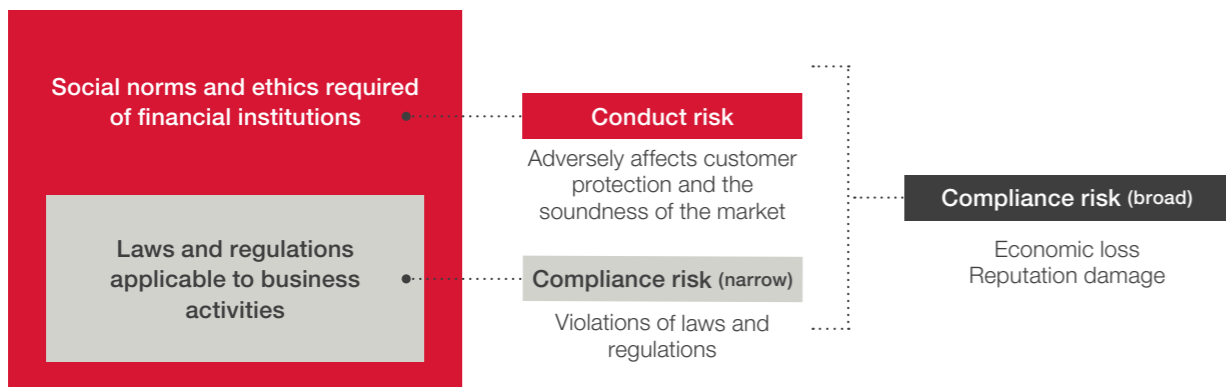 Social norms and ethics required
of financial institutions
Laws and regulations
applicable to business
activities
Conduct risk
Adversely affects customer
protection and the
soundness of the market
Compliance risk (narrow)
Violations of laws and
regulations
Compliance risk (broad)
Economic loss
Reputation damage